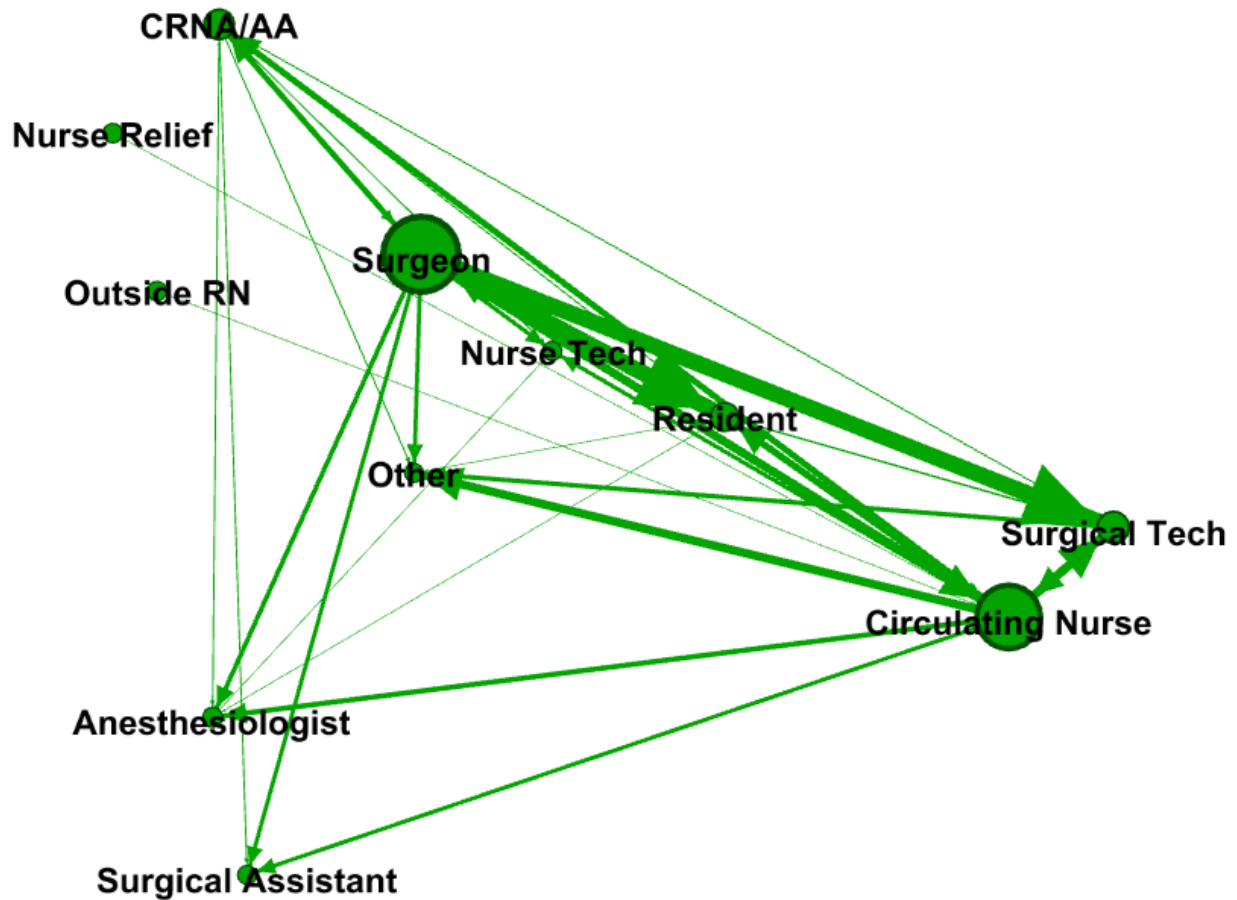 CRNA/AA
Nurse Relief
Surgeon
Outside RN
Nurse Tech
Resident
Other
Surgical Tech
Circulating Nurse
Anesthesiologist
Surgical Assistant